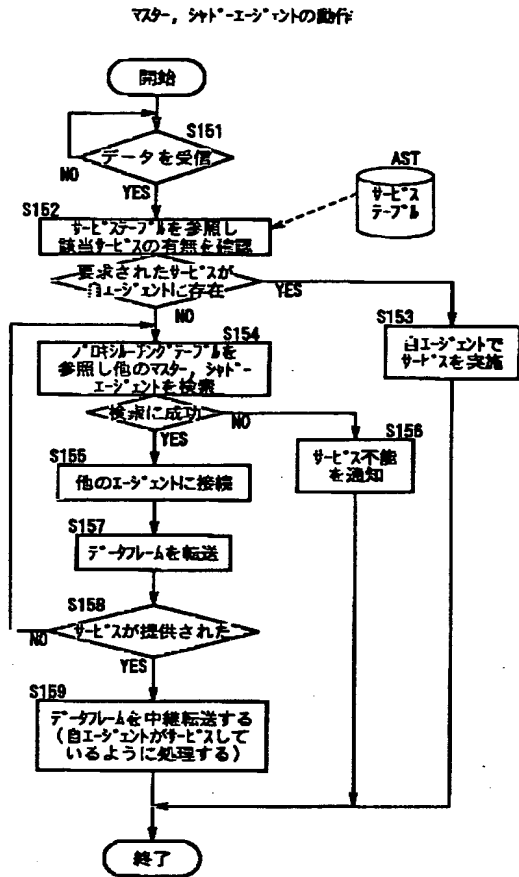 マスター, シャドーエージェントの動作
開始
S151
データを受信
NO
YES
AST
サービス
テーブル
S152
サービステーブルを参照し
該当サービスの有無を確認
要求されたサービスが
自エージェントに存在
YES
NO
S153
自エージェントで
サービスを実施
S154
プロキシルーチングテーブルを
参照し他のマスター, シャドー
エージェントを検索
検索に成功
NO
YES
S156
サービス不能
を通知
S155
他のエージェントに接続
S157
データフレームを転送
S158
サービスが提供された
NO
YES
S159
データフレームを中継転送する
(自エージェントがサービスして
いるように処理する)
終了